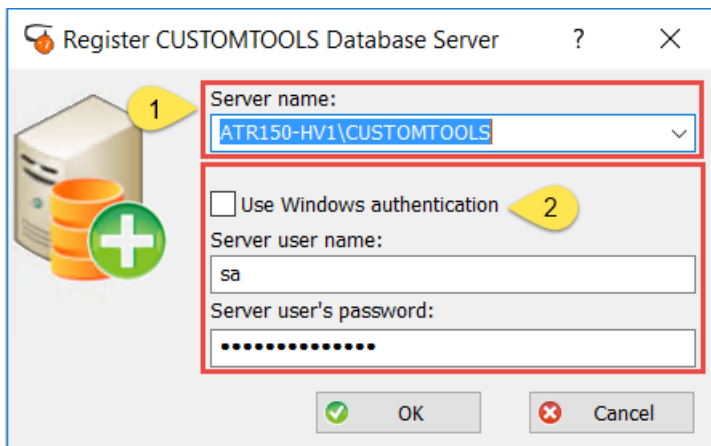 Register CUSTOMTOOLS Database Server ?
1
Server name:
ATR150-HV1\CUSTOMTOOLS
Use Windows authentication 2
Server user name:
sa
Server user's password:
••••••••••••••
OK Cancel